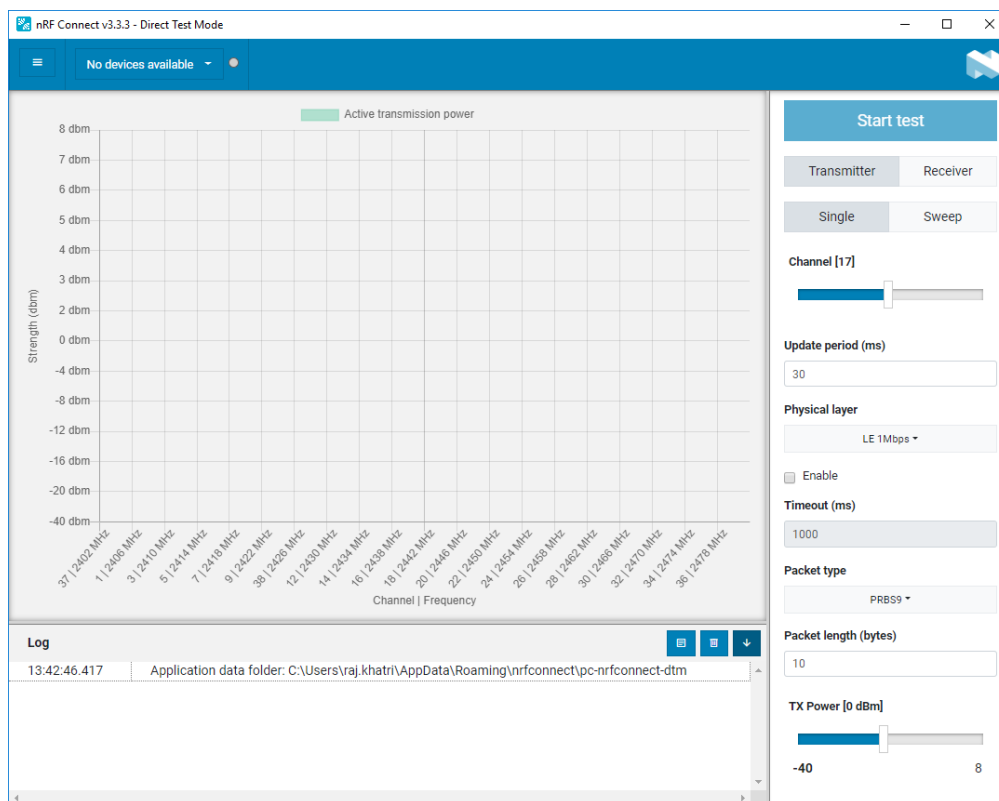 nRF Connect v3.3.3 - Direct Test Mode
No devices available
Active transmission power
8 dbm
7 dbm
6 dbm
5 dbm
4 dbm
3 dbm
2 dbm
0 dbm
-4 dbm
-8 dbm
-12 dbm
-16 dbm
-20 dbm
-40 dbm
Strength (dbm)
37 | 2402 MHz
1 | 2406 MHz
3 | 2410 MHz
5 | 2414 MHz
7 | 2418 MHz
9 | 2422 MHz
38 | 2426 MHz
12 | 2430 MHz
14 | 2434 MHz
16 | 2438 MHz
18 | 2442 MHz
20 | 2446 MHz
22 | 2450 MHz
24 | 2454 MHz
26 | 2458 MHz
28 | 2462 MHz
30 | 2466 MHz
32 | 2470 MHz
34 | 2474 MHz
36 | 2478 MHz
Channel | Frequency
Start test
Transmitter Receiver
Single Sweep
Channel [17]
Update period (ms)
30
Physical layer
LE 1Mbps
Enable
Timeout (ms)
1000
Packet type
PRBS9
Packet length (bytes)
10
TX Power [0 dBm]
-40 8
Log
13:42:46.417 Application data folder: C:\Users\raj.khatri\AppData\Roaming\nrfconnect\pc-nrfconnect-dtm